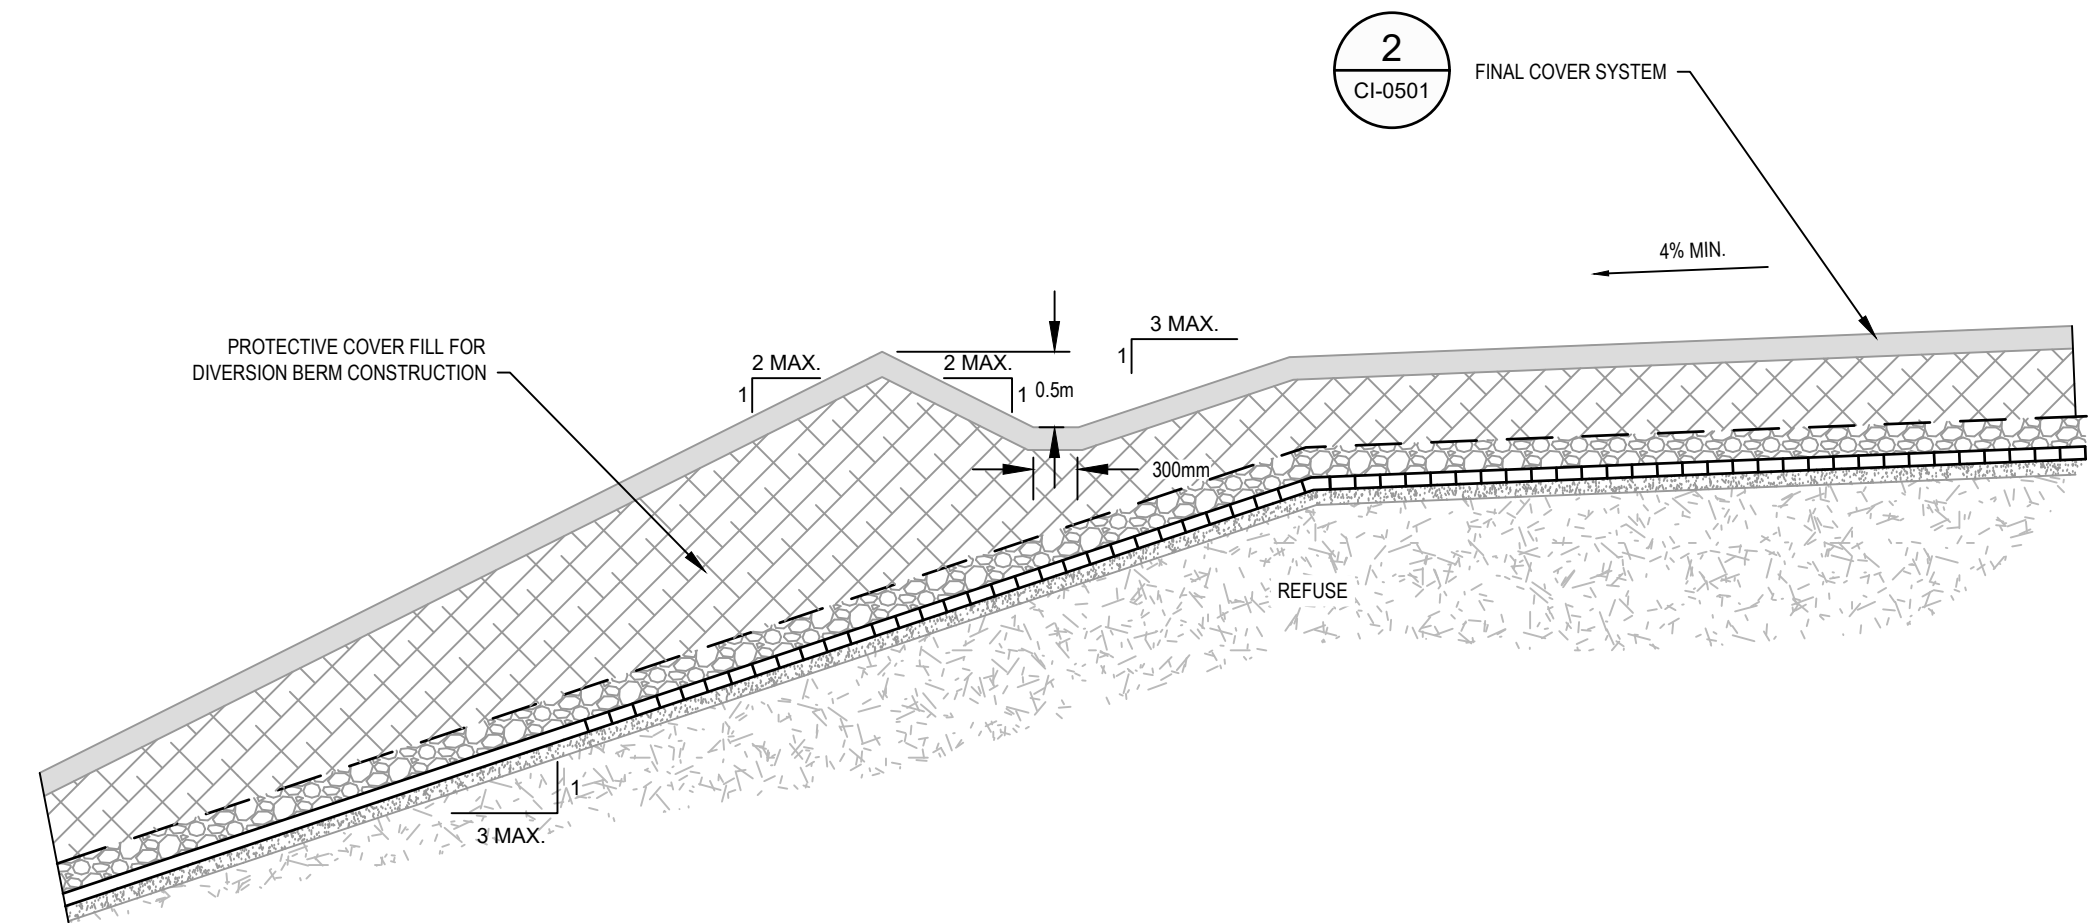 2
CI-0501
FINAL COVER SYSTEM
4% MIN.
3 MAX.
1
PROTECTIVE COVER FILL FOR
DIVERSION BERM CONSTRUCTION
2 MAX.
1
2 MAX.
1
0.5m
300mm
REFUSE
1
3 MAX.